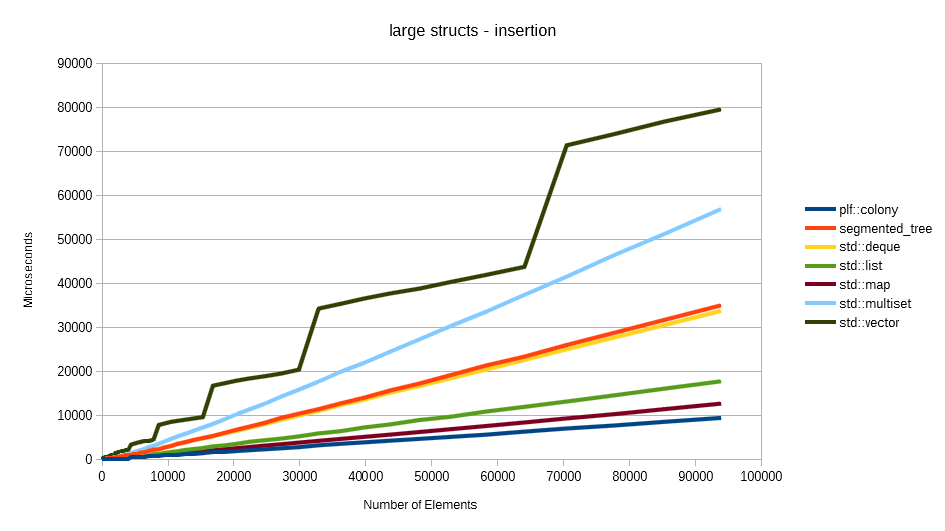 large structs - insertion
90000
80000
70000
60000
50000
40000
30000
20000
10000
0
Microseconds
0 10000 20000 30000 40000 50000 60000 70000 80000 90000 100000
Number of Elements
plf::colony
segmented_tree
std::deque
std::list
std::map
std::multiset
std::vector